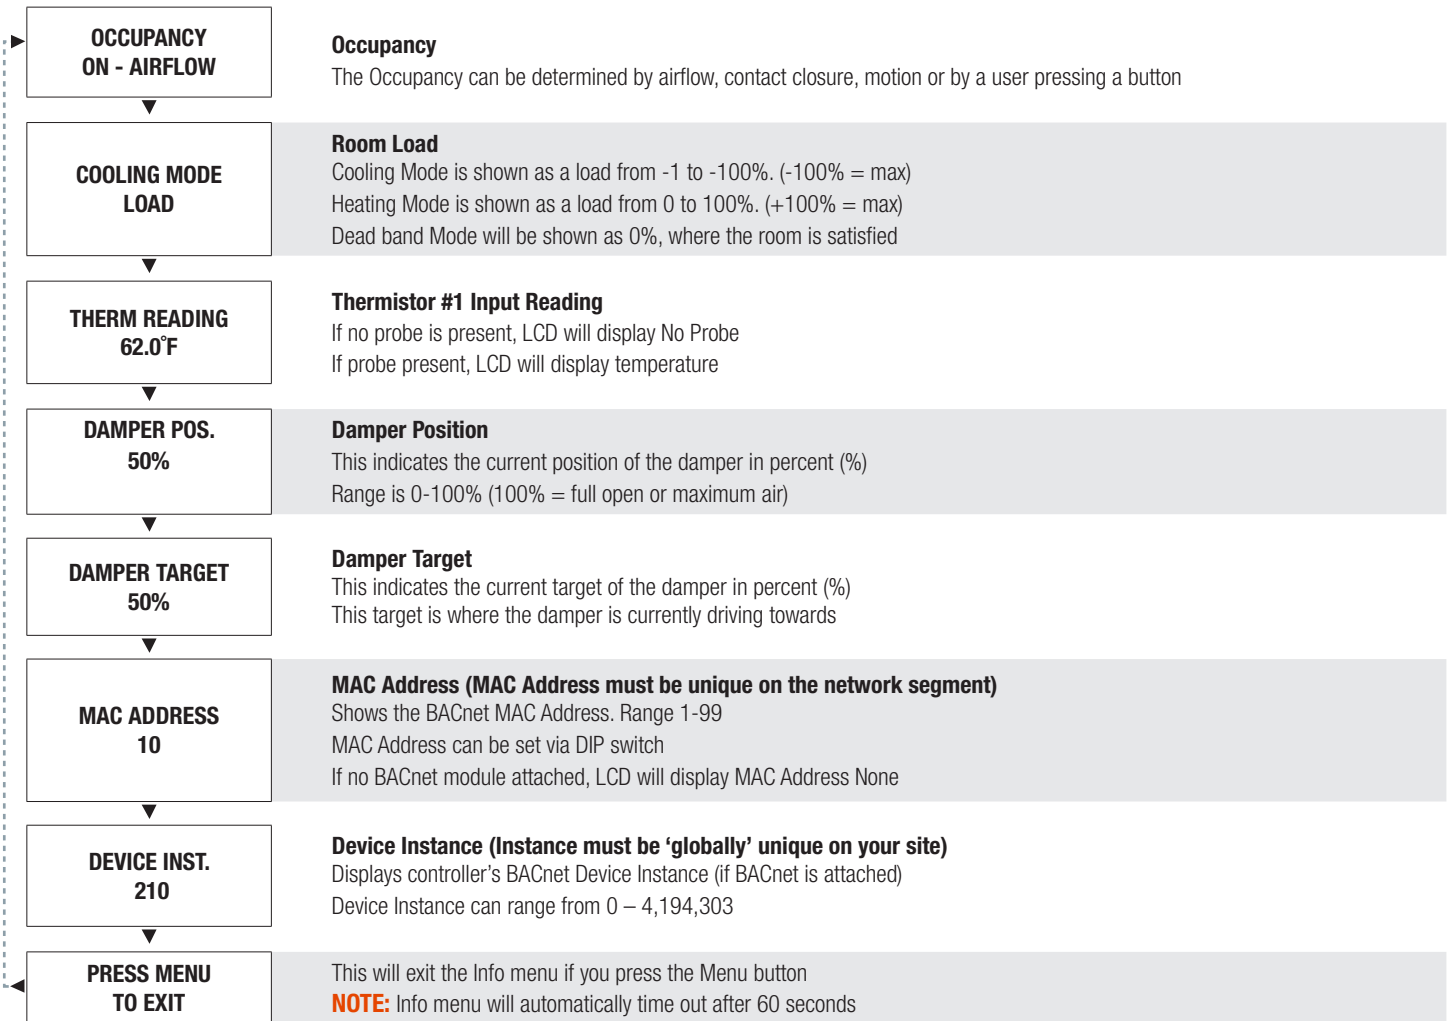 OCCUPANCY
ON - AIRFLOW
Occupancy
The Occupancy can be determined by airflow, contact closure, motion or by a user pressing a button
COOLING MODE
LOAD
Room Load
Cooling Mode is shown as a load from -1 to -100%. (-100% = max)
Heating Mode is shown as a load from 0 to 100%. (+100% = max)
Dead band Mode will be shown as 0%, where the room is satisfied
THERM READING
62.0˚F
Thermistor #1 Input Reading
If no probe is present, LCD will display No Probe
If probe present, LCD will display temperature
DAMPER POS.
50%
Damper Position
This indicates the current position of the damper in percent (%)
Range is 0-100% (100% = full open or maximum air)
DAMPER TARGET
50%
Damper Target
This indicates the current target of the damper in percent (%)
This target is where the damper is currently driving towards
MAC ADDRESS
10
MAC Address (MAC Address must be unique on the network segment)
Shows the BACnet MAC Address. Range 1-99
MAC Address can be set via DIP switch
If no BACnet module attached, LCD will display MAC Address None
DEVICE INST.
210
Device Instance (Instance must be ‘globally’ unique on your site)
Displays controller’s BACnet Device Instance (if BACnet is attached)
Device Instance can range from 0 – 4,194,303
PRESS MENU
TO EXIT
This will exit the Info menu if you press the Menu button
NOTE: Info menu will automatically time out after 60 seconds